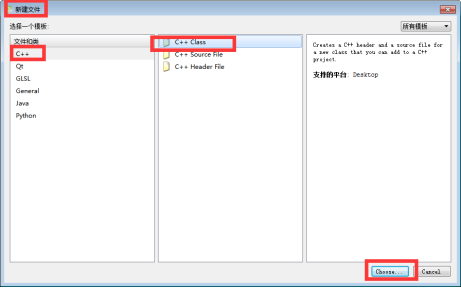 新建文件
选择一个模板:
所有模板
文件和类
C++
Qt
GLSL
General
Java
Python
C++ Class
C++ Source File
C++ Header File
Creates a C++ header and a source file for
a new class that you can add to a C++
project.
支持的平台: Desktop
Choose...
Cancel